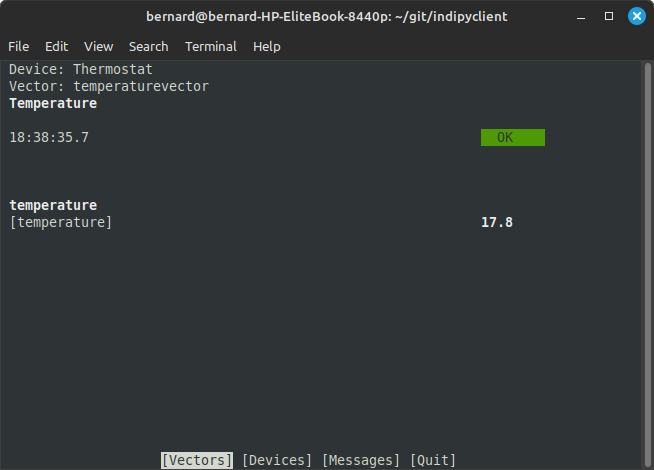 bernard@bernard-HP-EliteBook-8440p: ~/git/indipyclient
File Edit View Search Terminal Help
Device: Thermostat
Vector: temperaturevector
Temperature
18:38:35.7 OK
temperature
[temperature] 17.8
[Vectors] [Devices] [Messages] [Quit]